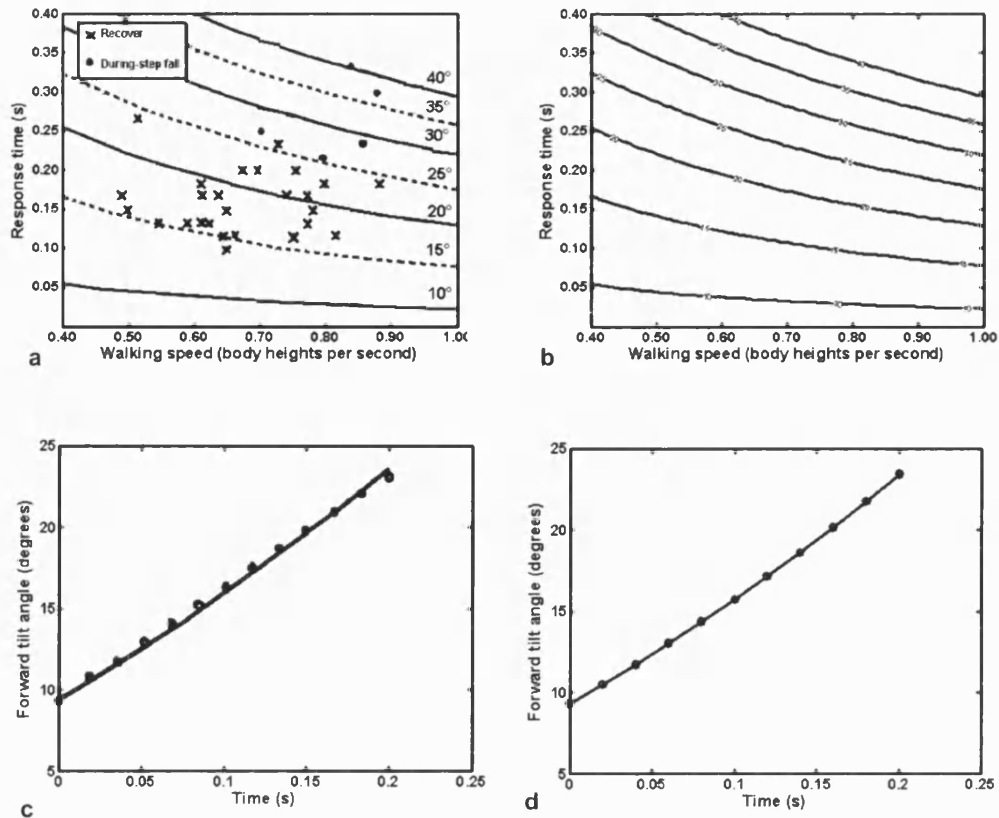 0.40
0.35
0.30
0.25
0.20
0.15
0.10
0.05
Response time (s)
Recover
During-step fall
40°
35°
30°
25°
20°
15°
10°
0.40 0.50 0.60 0.70 0.80 0.90 1.00
Walking speed (body heights per second)
a
0.40
0.35
0.30
0.25
0.20
0.15
0.10
0.05
Response time (s)
0.40 0.50 0.60 0.70 0.80 0.90 1.00
Walking speed (body heights per second)
b
25
20
15
10
5
Forward tilt angle (degrees)
0 0.05 0.1 0.15 0.2 0.25
Time (s)
c
25
20
15
10
5
Forward tilt angle (degrees)
0 0.05 0.1 0.15 0.2 0.25
Time (s)
d